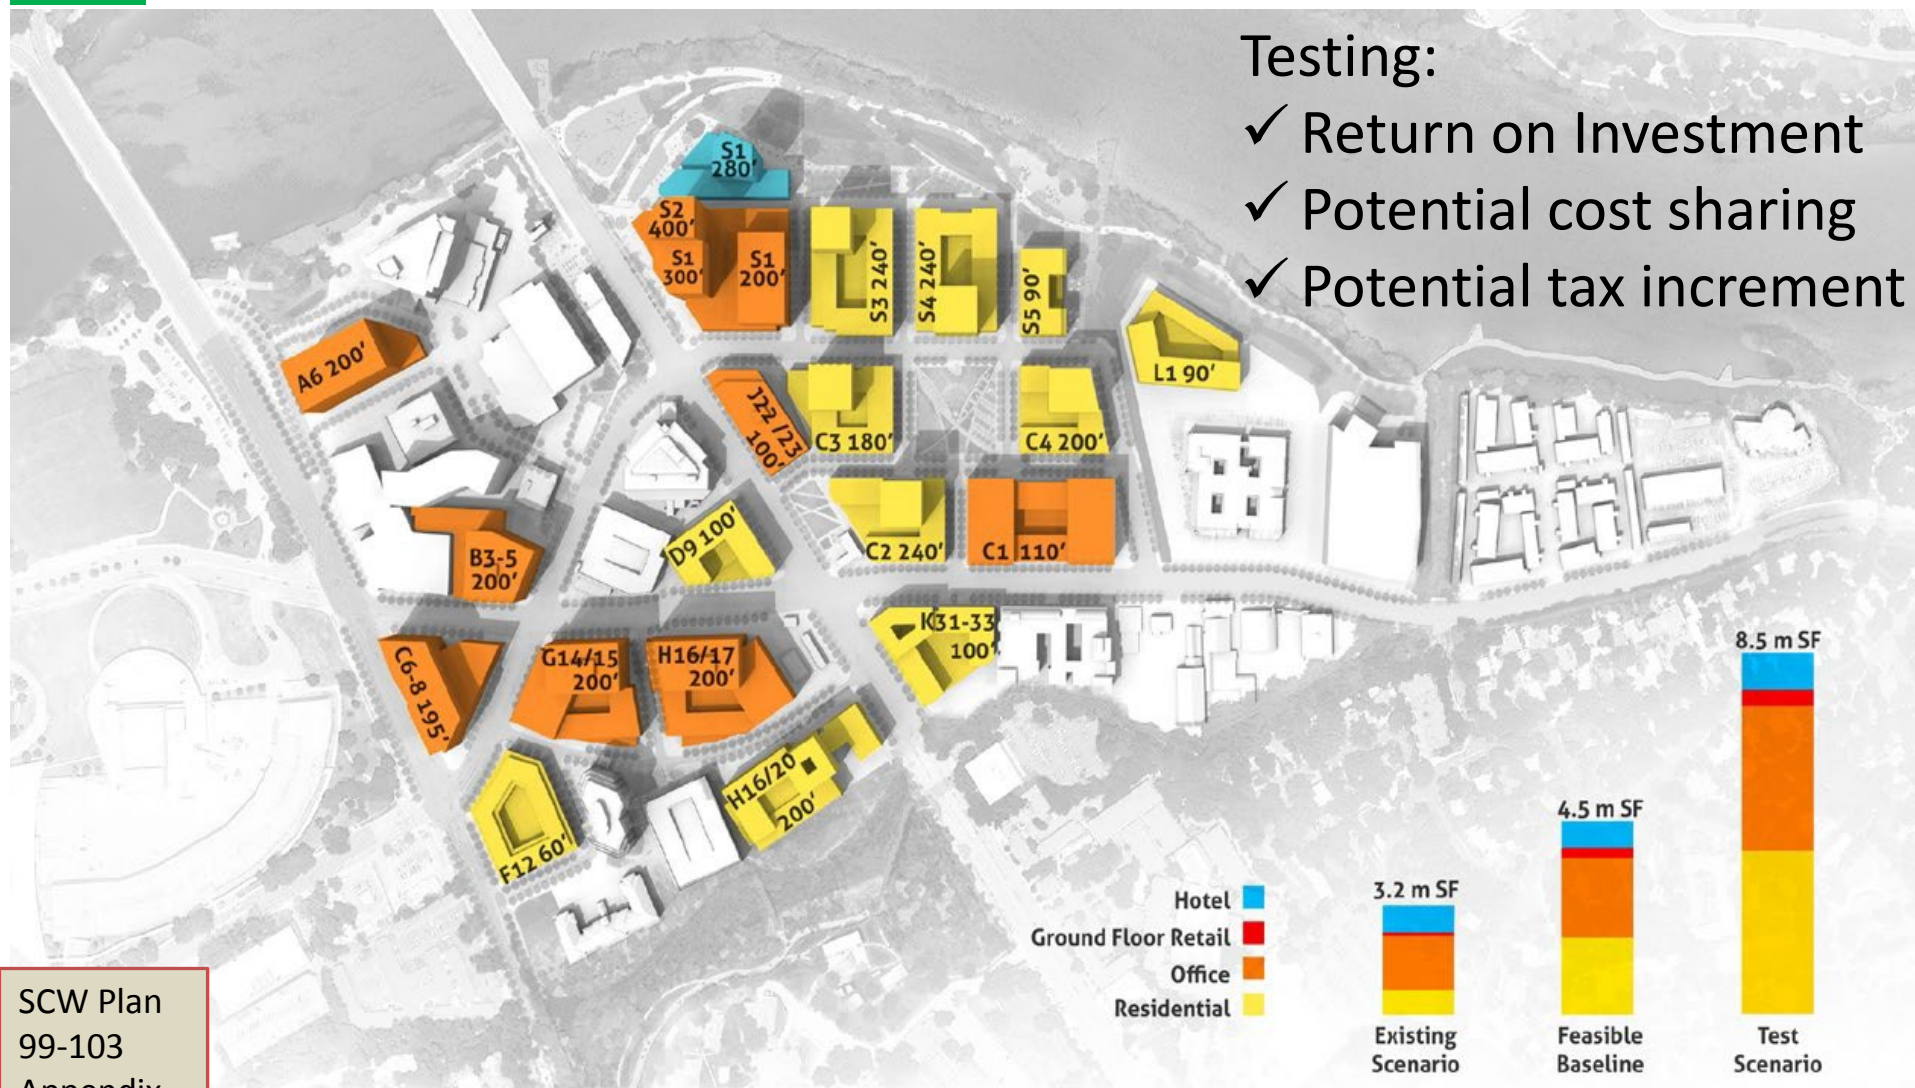 Testing:
✓ Return on Investment
✓ Potential cost sharing
✓ Potential tax increment
S1
280'
S2
400'
S1
300'
S1
200'
S3 240'
S4 240'
S5 90'
L1 90'
A6 200'
J22/23
100'
C3 180'
C4 200'
B3-5
200'
D9 100'
C2 240'
C1 110'
K31-33
100'
C6-8 195'
G14/15
200'
H16/17
200'
H16/20
200'
F12 60'
Hotel
Ground Floor Retail
Office
Residential
3.2 m SF
4.5 m SF
8.5 m SF
Existing
Scenario
Feasible
Baseline
Test
Scenario
SCW Plan
99-103
Appendix